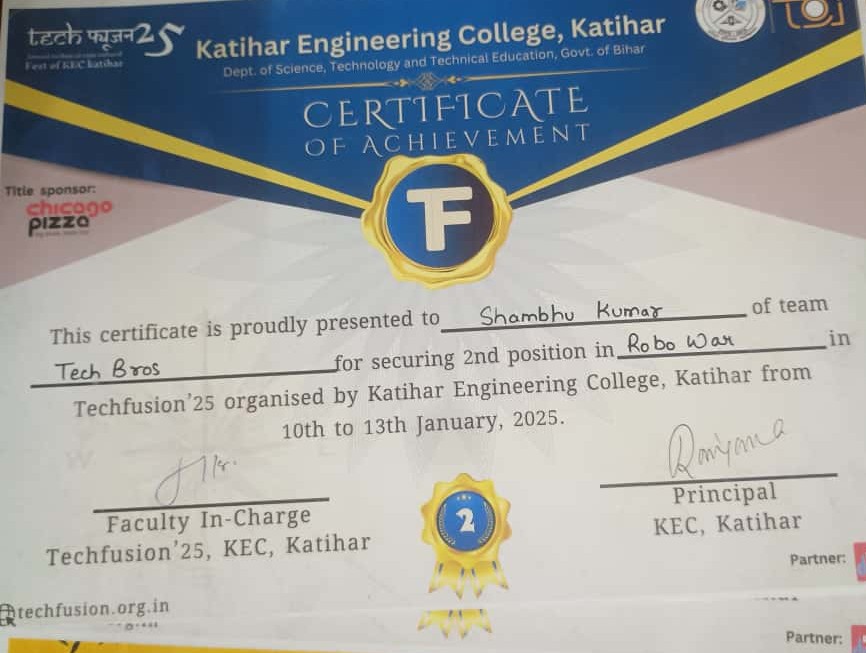 tech फ्यूजन25
Fest of KEC katihar
Katihar Engineering College, Katihar
Dept. of Science, Technology and Technical Education, Govt. of Bihar
CERTIFICATE
OF ACHIEVEMENT
Title sponsor:
chicago
pizza
TF
This certificate is proudly presented to Shambhu Kumar of team
Tech Bros for securing 2nd position in Robo War in
Techfusion'25 organised by Katihar Engineering College, Katihar from
10th to 13th January, 2025.
Faculty In-Charge
Techfusion'25, KEC, Katihar
2
Principal
KEC, Katihar
Partner:
techfusion.org.in
Partner: